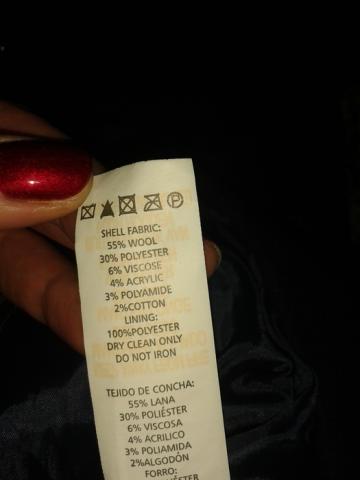 P
SHELL FABRIC:
55% WOOL
30% POLYESTER
6% VISCOSE
4% ACRYLIC
3% POLYAMIDE
2%COTTON
LINING:
100%POLYESTER
DRY CLEAN ONLY
DO NOT IRON
TEJIDO DE CONCHA:
55% LANA
30% POLIÉSTER
6% VISCOSA
4% ACRILICO
3% POLIAMIDA
2%ALGODÓN
FORRO: